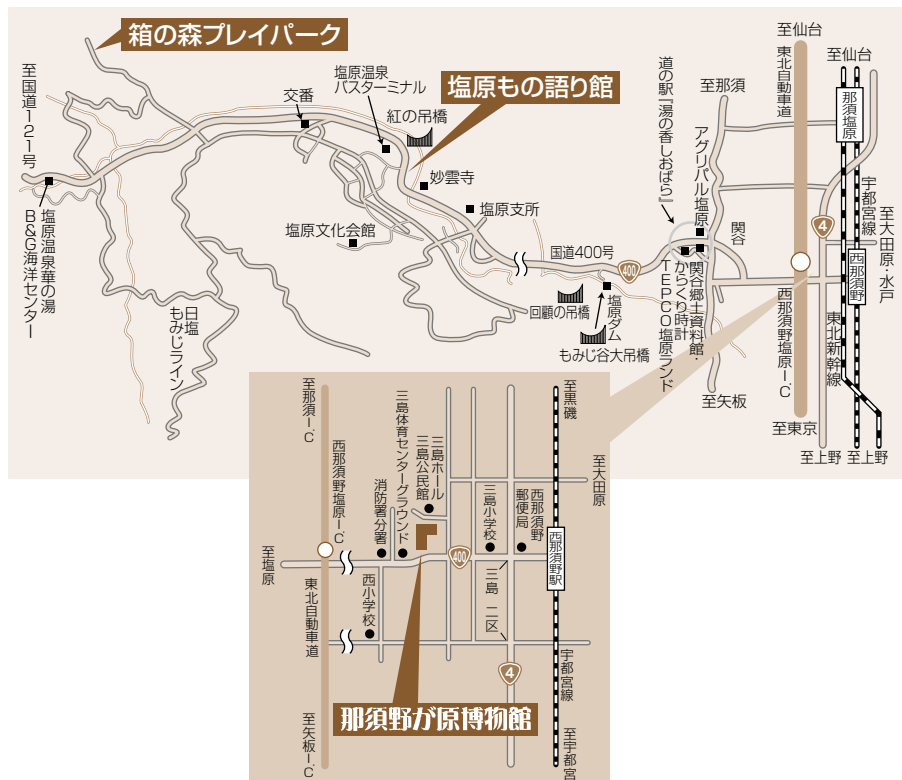 箱の森プレイパーク
至国道121号
塩原温泉華の湯
B&G海洋センター
日塩
もみじライン
交番
塩原温泉
バスターミナル
紅の吊橋
塩原もの語り館
妙雲寺
塩原文化会館
塩原支所
国道400号
400
回顧の吊橋
塩原ダム
もみじ谷大吊橋
道の駅『湯の香しおばら』
アグリパル塩原
関谷
関谷郷土資料館・
からくり時計
TEPCO塩原ランド
至那須
至矢板
至仙台
東北自動車道
西那須野塩原I.C
至東京
至仙台
那須塩原
宇都宮線
至大田原・水戸
4
西那須野
東北新幹線
至上野
至上野
至那須I.C
西那須野塩原I.C
東北自動車道
至矢板I.C
至塩原
消防署分署
三島体育センターグラウンド
三島ホール
三島公民館
西小学校
400
三島小学校
西那須野
郵便局
三島
二区
4
至黒磯
至大田原
西那須野駅
宇都宮線
至宇都宮
那須野が原博物館